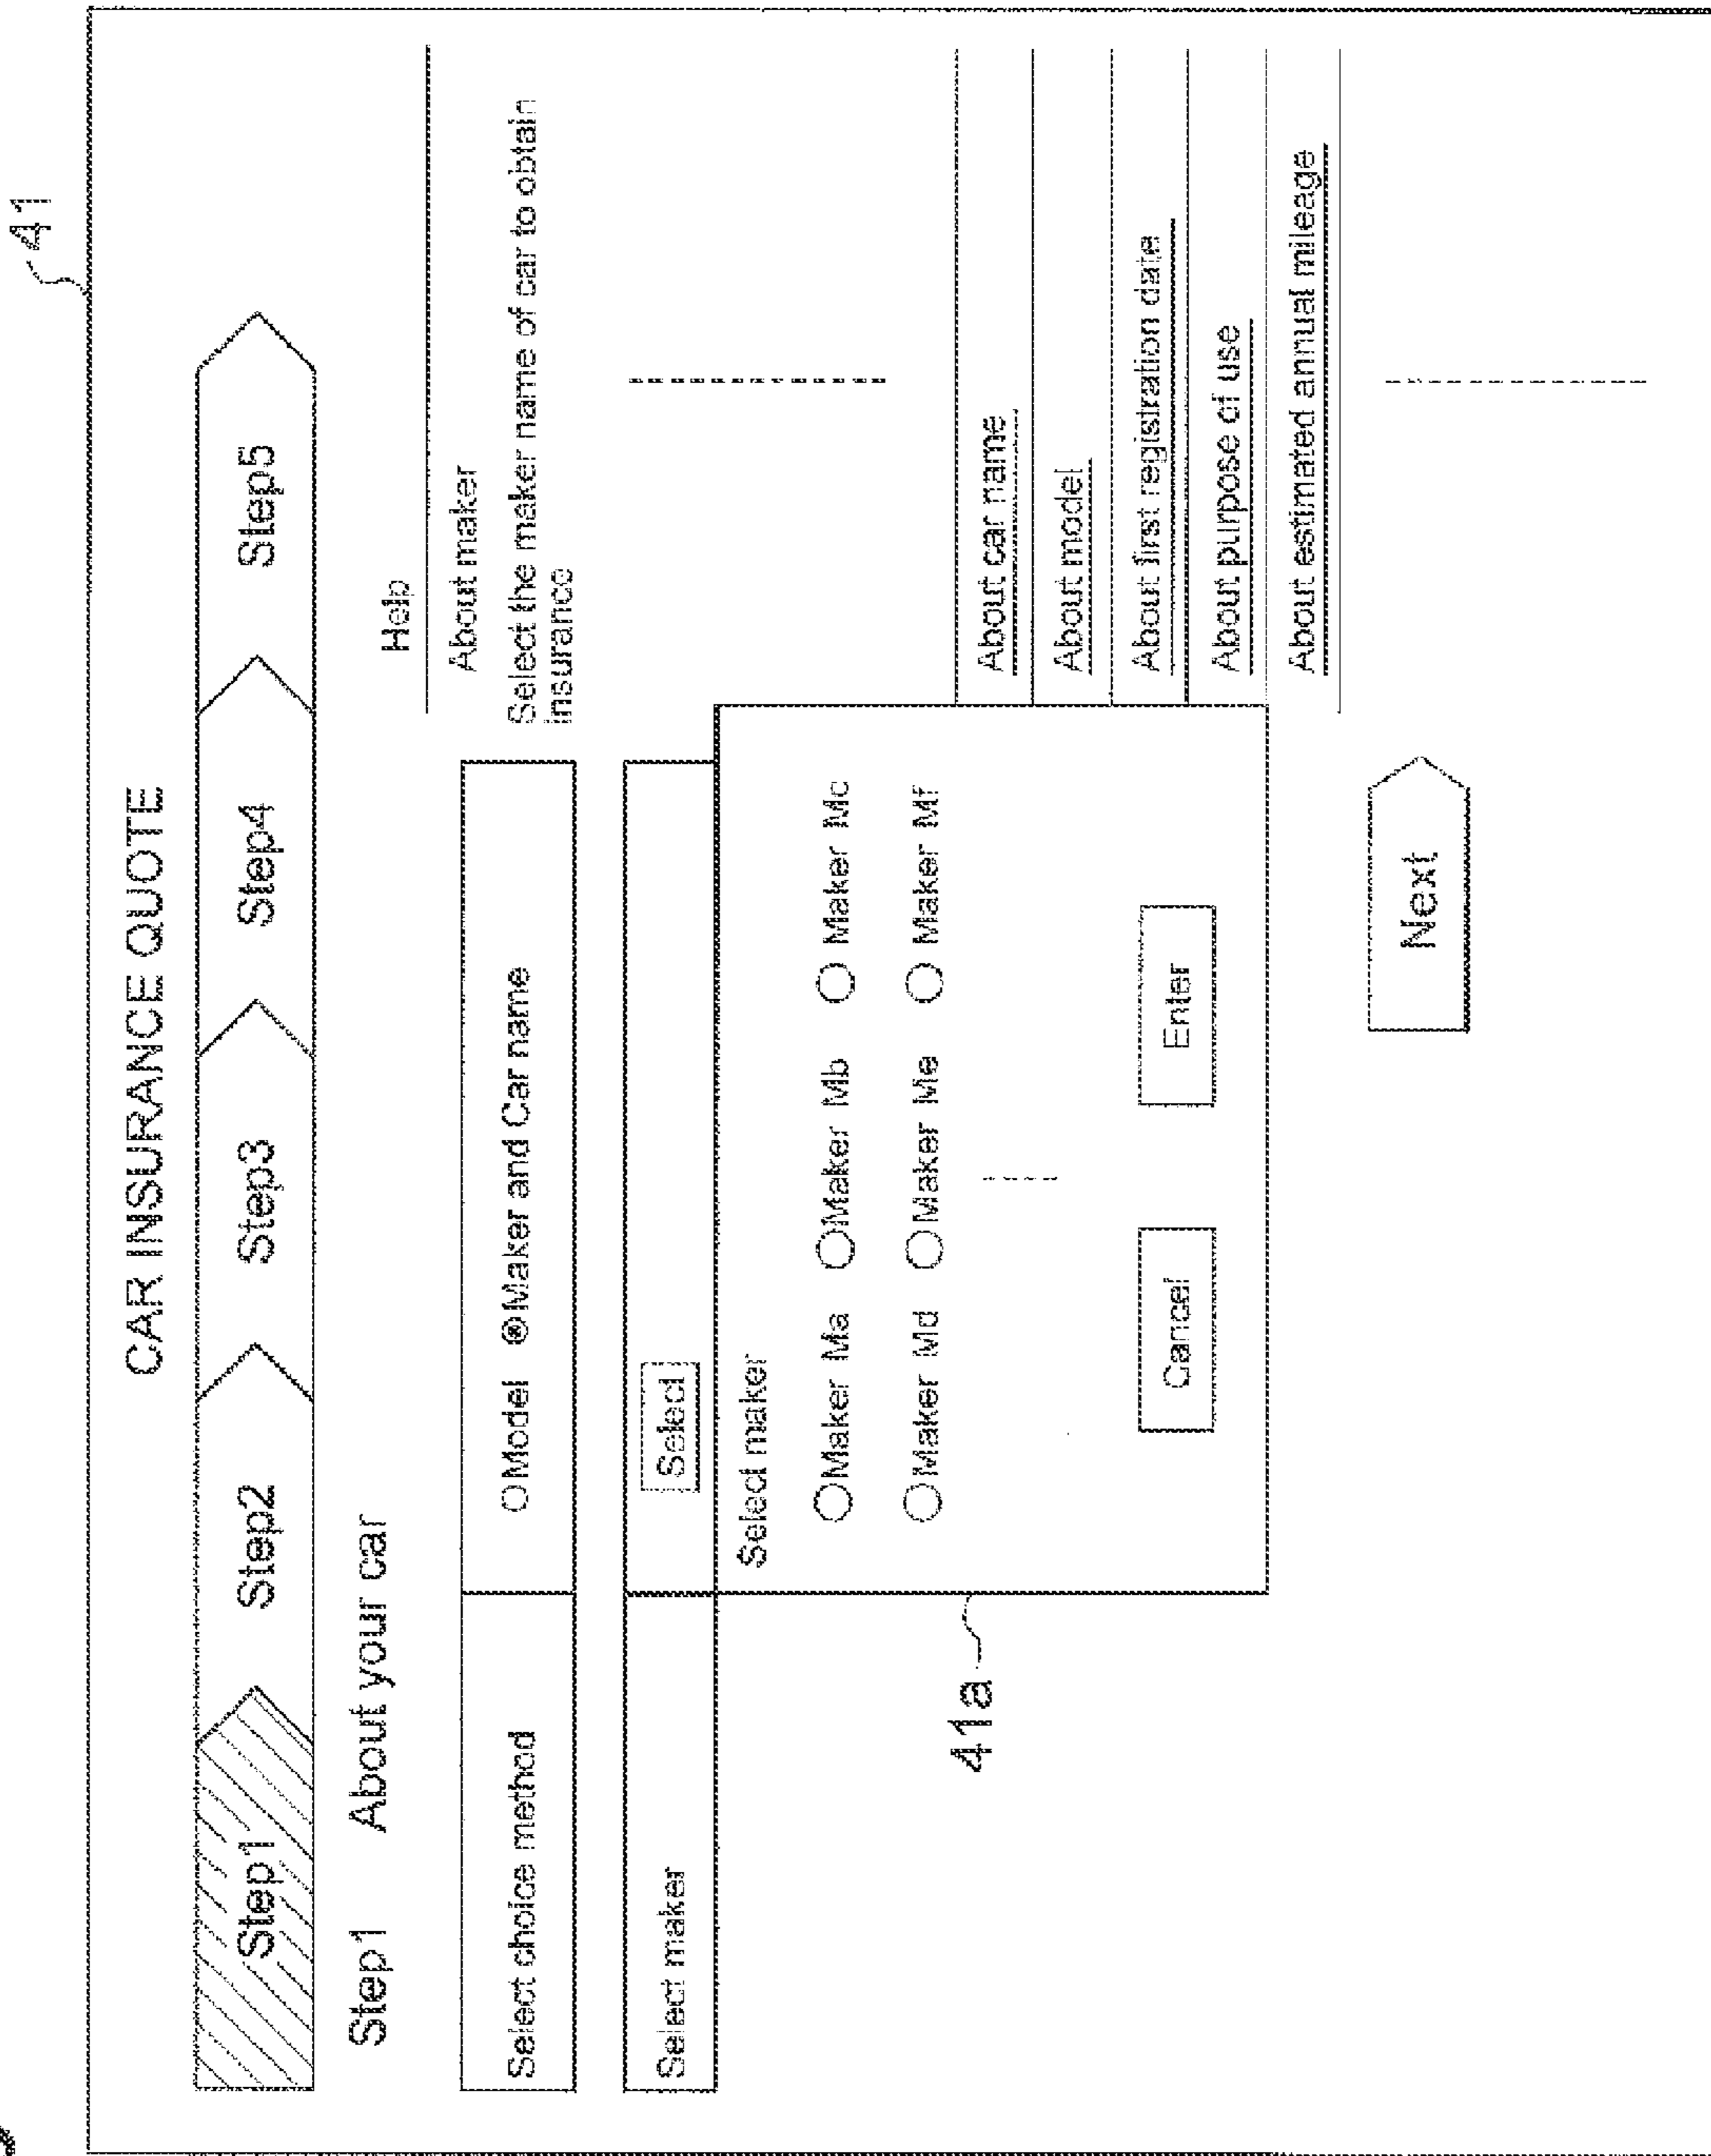 41
CAR INSURANCE QUOTE
Step1 Step2 Step3 Step4 Step5
Step1 About your car
Help
About maker
Select the maker name of car to obtain
insurance
Select choice method
Model Maker and Car name
Select maker
Select
Select maker
Maker Ma Maker Mb Maker Mc
Maker Md Maker Me Maker Mf
Cancel Enter
41a
About car name
About model
About first registration date
About purpose of use
About estimated annual mileage
Next